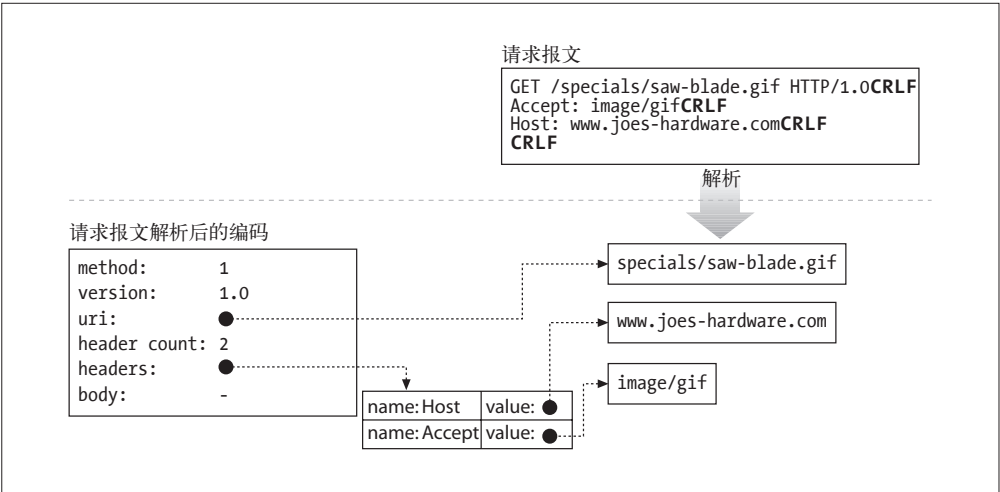 请求报文
GET /specials/saw-blade.gif HTTP/1.0CRLF
Accept: image/gifCRLF
Host: www.joes-hardware.comCRLF
CRLF
解析
请求报文解析后的编码
method: 1
version: 1.0
uri:
header count: 2
headers:
body: -
specials/saw-blade.gif
www.joes-hardware.com
image/gif
name: Host value:
name: Accept value: